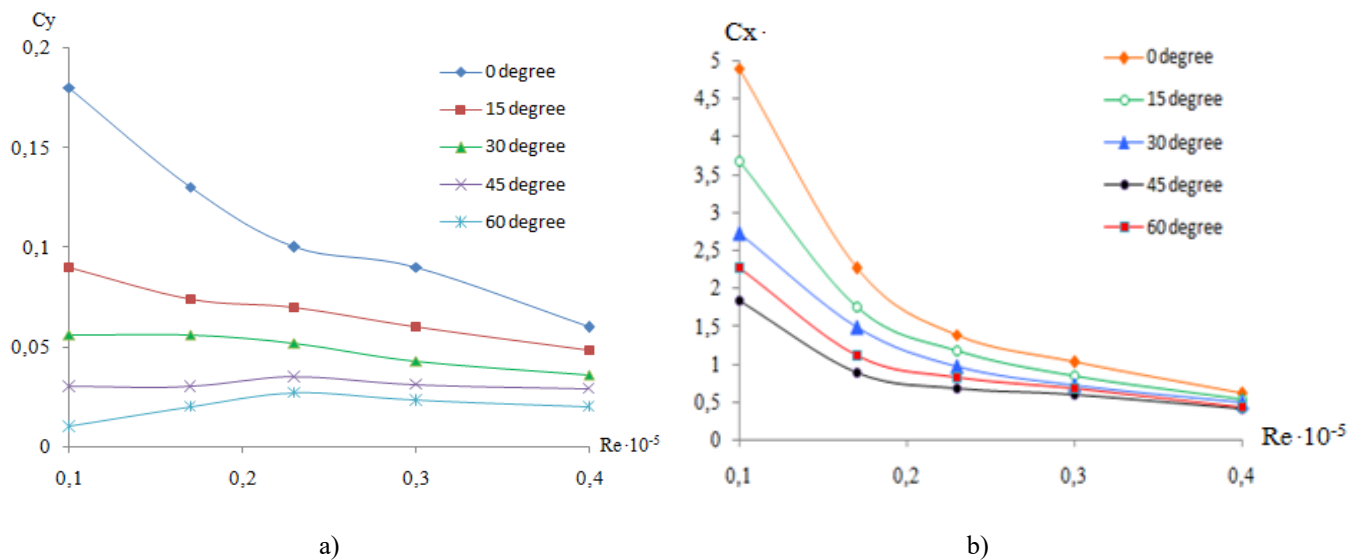 Cy
0,2
0,15
0,1
0,05
0
0,1
0,2
0,3
0,4
Re·10⁻⁵
0 degree
15 degree
30 degree
45 degree
60 degree
a)
Cx·
5
4,5
4
3,5
3
2,5
2
1,5
1
0,5
0
0,1
0,2
0,3
0,4
Re·10⁻⁵
0 degree
15 degree
30 degree
45 degree
60 degree
b)